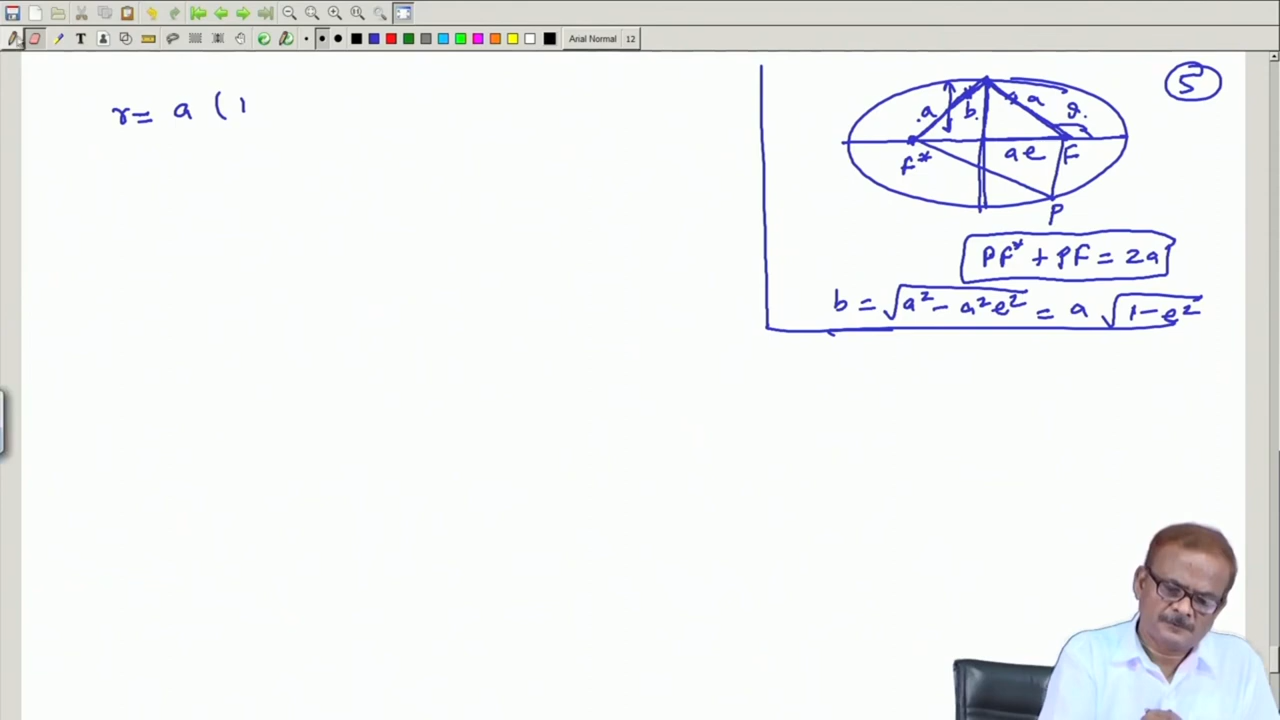 Arial Normal 12
r = a ( 1
5
a b a θ.
F* ae F
P
PF* + PF = 2a
b = √a² - a²e² = a √1-e²